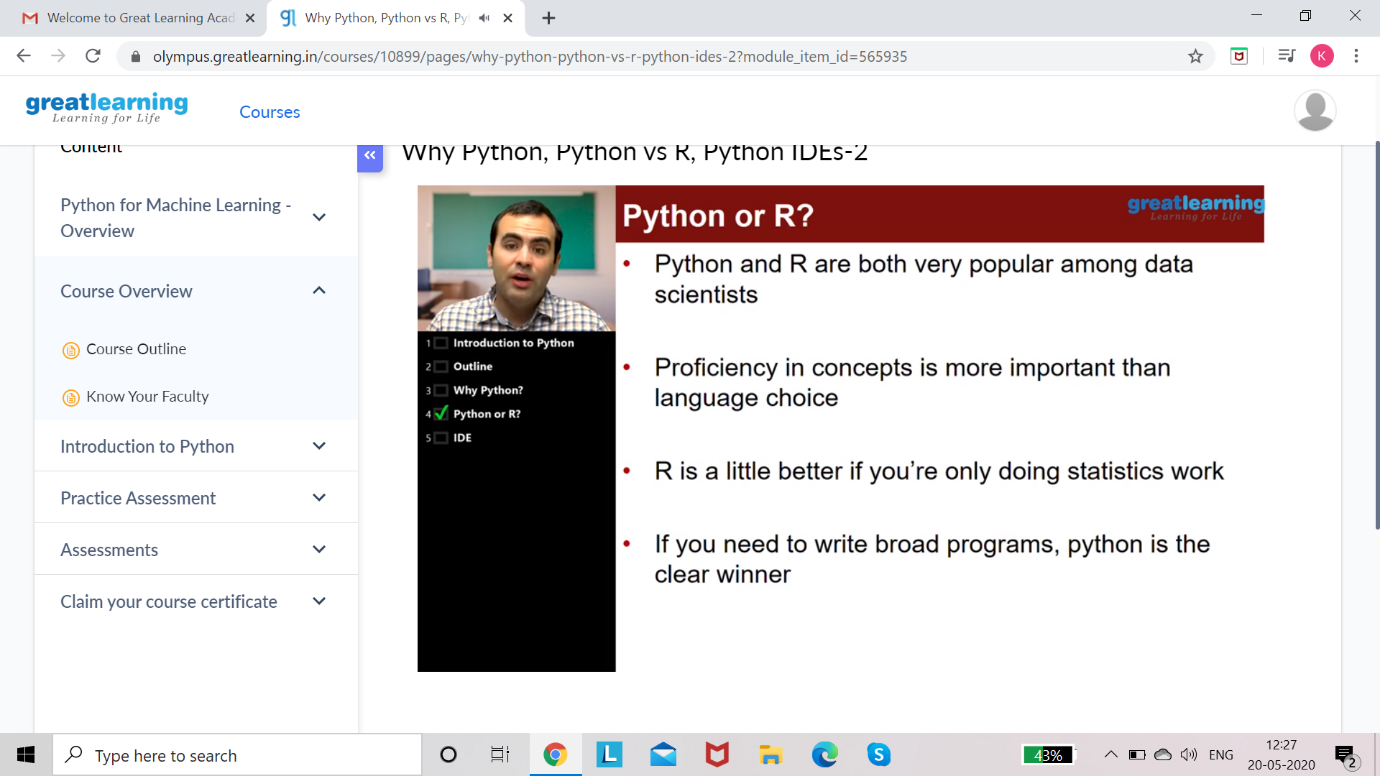 Welcome to Great Learning Acad
Why Python, Python vs R, Py
olympus.greatlearning.in/courses/10899/pages/why-python-python-vs-r-python-ides-2?module_item_id=565935
K
greatlearning
Learning for Life
Courses
Content
Python for Machine Learning -
Overview
Course Overview
Course Outline
Know Your Faculty
Introduction to Python
Practice Assessment
Assessments
Claim your course certificate
Why Python, Python vs R, Python IDEs-2
Python or R?
greatlearning
Learning for Life
1 Introduction to Python
2 Outline
3 Why Python?
4 Python or R?
5 IDE
• Python and R are both very popular among data
scientists
• Proficiency in concepts is more important than
language choice
• R is a little better if you're only doing statistics work
• If you need to write broad programs, python is the
clear winner
Type here to search
L
S
43%
ENG
12:27
20-05-2020
2